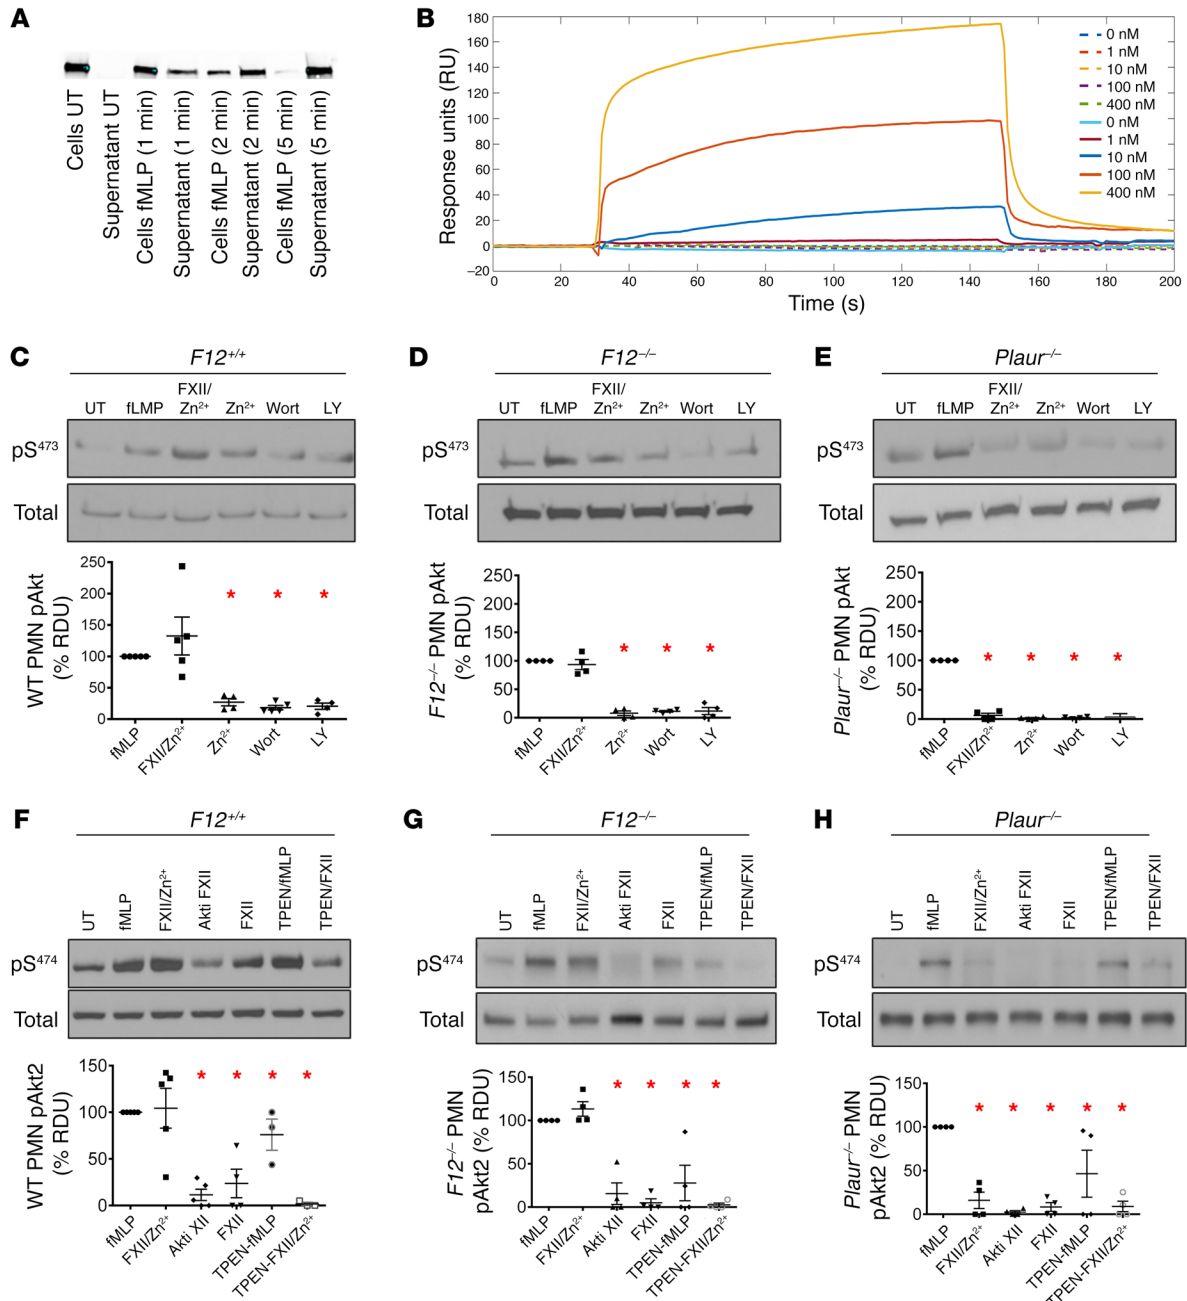 A
Cells UT
Supernatant UT
Cells fMLP (1 min)
Supernatant (1 min)
Cells fMLP (2 min)
Supernatant (2 min)
Cells fMLP (5 min)
Supernatant (5 min)
B
Response units (RU)
180
160
140
120
100
80
60
40
20
0
–20
0 20 40 60 80 100 120 140 160 180 200
Time (s)
0 nM
1 nM
10 nM
100 nM
400 nM
0 nM
1 nM
10 nM
100 nM
400 nM
C
F12+/+
UT fLMP FXII/Zn2+ Zn2+ Wort LY
pS473
Total
WT PMN pAkt (% RDU)
250
200
150
100
50
0
fMLP FXII/Zn2+ Zn2+ Wort LY
* * *
D
F12–/–
UT fLMP FXII/Zn2+ Zn2+ Wort LY
pS473
Total
F12–/– PMN pAkt (% RDU)
250
200
150
100
50
0
fMLP FXII/Zn2+ Zn2+ Wort LY
* * *
E
Plaur–/–
UT fLMP FXII/Zn2+ Zn2+ Wort LY
pS473
Total
Plaur–/– PMN pAkt (% RDU)
250
200
150
100
50
0
fMLP FXII/Zn2+ Zn2+ Wort LY
* * * *
F
F12+/+
UT fMLP FXII/Zn2+ Akti FXII FXII TPEN/fMLP TPEN/FXII
pS474
Total
WT PMN pAkt2 (% RDU)
150
100
50
0
fMLP FXII/Zn2+ Akti XII FXII TPEN-fMLP TPEN-FXII/Zn2+
* * * *
G
F12–/–
UT fMLP FXII/Zn2+ Akti FXII FXII TPEN/fMLP TPEN/FXII
pS474
Total
F12–/– PMN pAkt2 (% RDU)
150
100
50
0
fMLP FXII/Zn2+ Akti XII FXII TPEN-fMLP TPEN-FXII/Zn2+
* * * *
H
Plaur–/–
UT fMLP FXII/Zn2+ Akti FXII FXII TPEN/fMLP TPEN/FXII
pS474
Total
Plaur–/– PMN pAkt2 (% RDU)
150
100
50
0
fMLP FXII/Zn2+ Akti XII FXII TPEN-fMLP TPEN-FXII/Zn2+
* * * * *